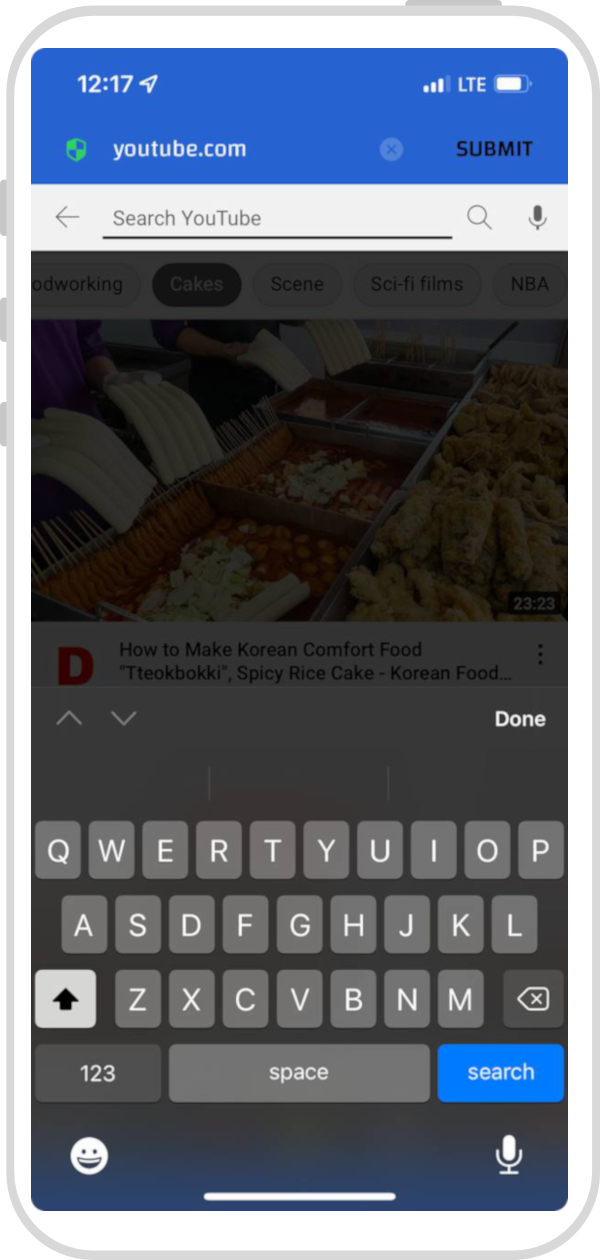 12:17 LTE
youtube.com SUBMIT
Search YouTube
odworking Cakes Scene Sci-fi films NBA
23:23
D How to Make Korean Comfort Food
"Tteokbokki", Spicy Rice Cake - Korean Food...
Done
Q W E R T Y U I O P
A S D F G H J K L
Z X C V B N M
123 space search